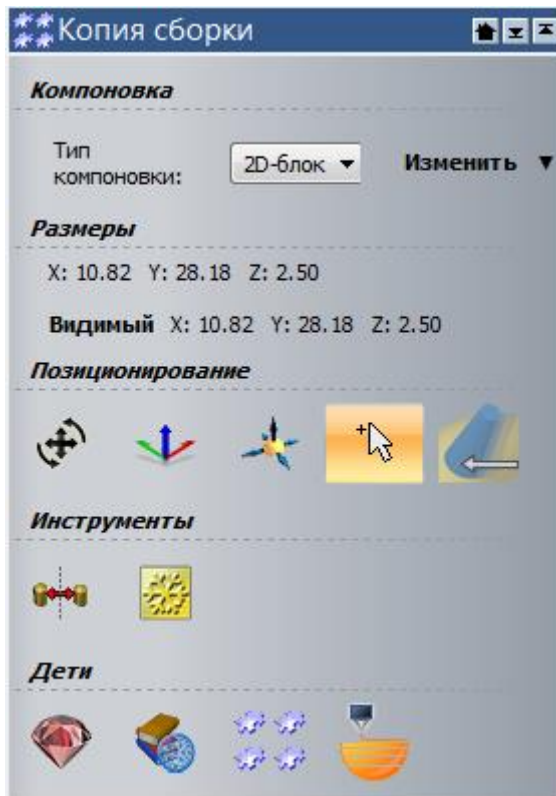 Копия сборки
Компоновка
Тип
компоновки:
2D-блок
Изменить
Размеры
X: 10.82 Y: 28.18 Z: 2.50
Видимый X: 10.82 Y: 28.18 Z: 2.50
Позиционирование
Инструменты
Дети